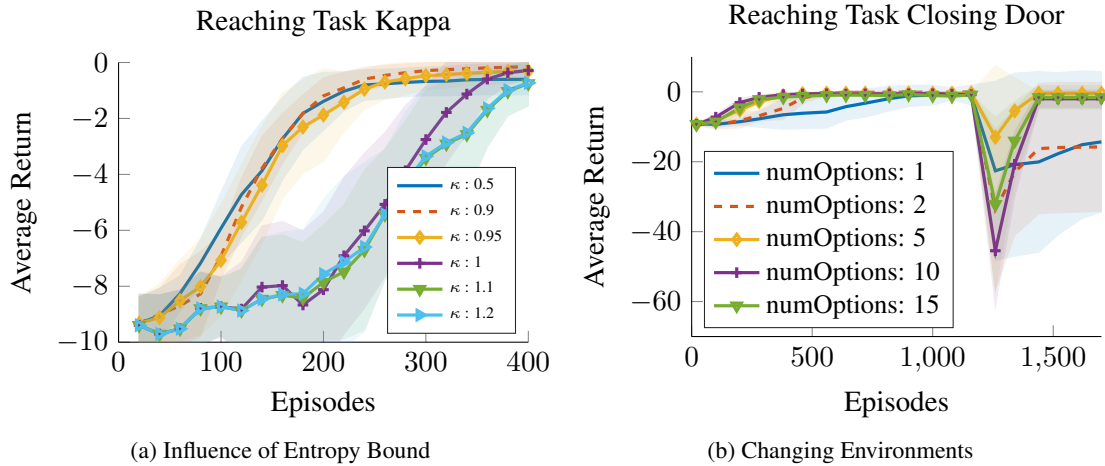 Reaching Task Kappa
0
−2
−4
−6
−8
−10
Average Return
κ : 0.5
κ : 0.9
κ : 0.95
κ : 1
κ : 1.1
κ : 1.2
0 100 200 300 400
Episodes
(a) Influence of Entropy Bound
Reaching Task Closing Door
0
−20
−40
−60
Average Return
numOptions: 1
numOptions: 2
numOptions: 5
numOptions: 10
numOptions: 15
0 500 1,000 1,500
Episodes
(b) Changing Environments